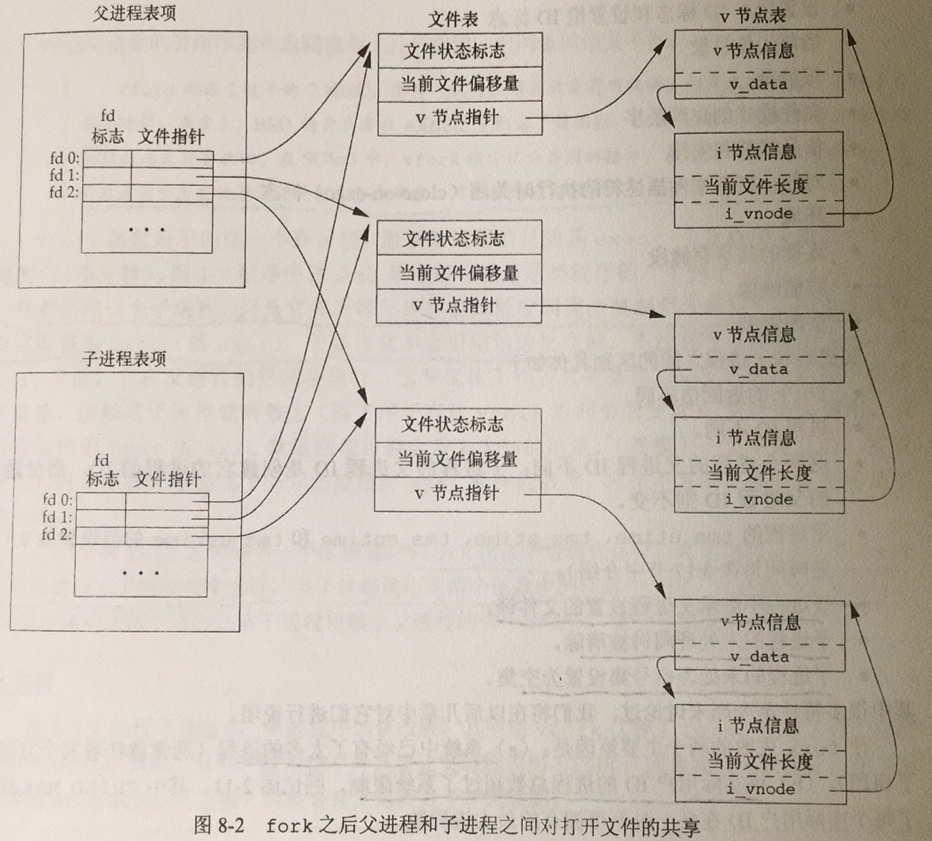 父进程表项
fd
标志 文件指针
fd 0:
fd 1:
fd 2:
...
子进程表项
fd
标志 文件指针
fd 0:
fd 1:
fd 2:
...
文件表
文件状态标志
当前文件偏移量
v 节点指针
文件状态标志
当前文件偏移量
v 节点指针
文件状态标志
当前文件偏移量
v 节点指针
v 节点表
v 节点信息
v_data
i 节点信息
当前文件长度
i_vnode
v 节点信息
v_data
i 节点信息
当前文件长度
i_vnode
v节点信息
v_data
i 节点信息
当前文件长度
i_vnode
图 8-2 fork 之后父进程和子进程之间对打开文件的共享